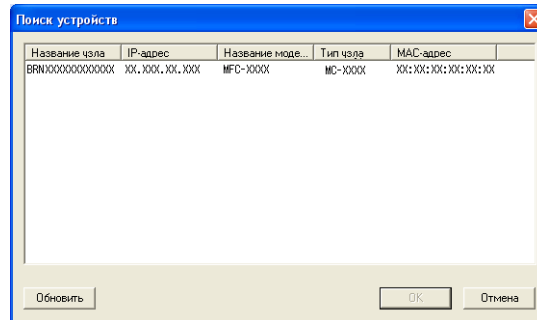 Поиск устройств
Название узла IP-адрес Название моде... Тип узла MAC-адрес
BRNXXXXXXXXXXXX XX.XXX.XX.XXX MFC-XXXX MC-XXXX XX:XX:XX:XX:XX:XX
Обновить OK Отмена